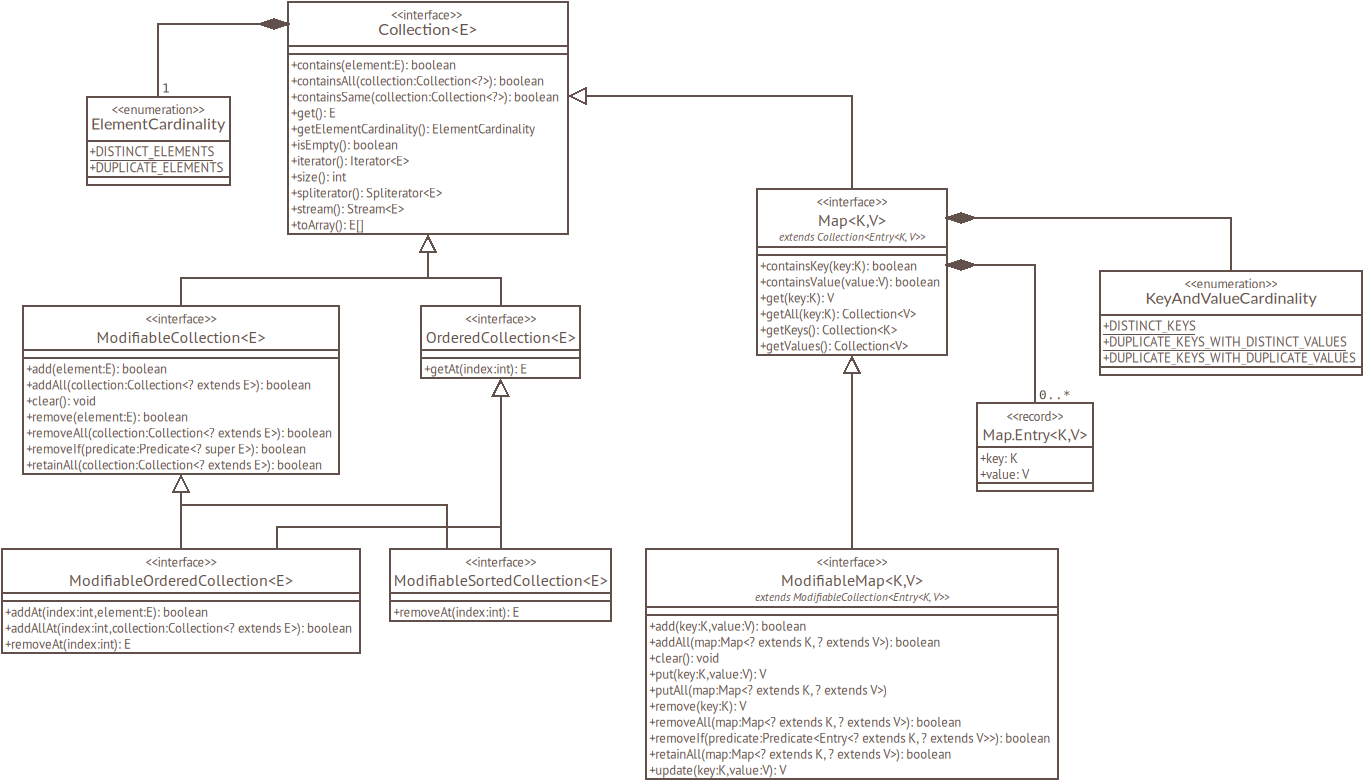 <<interface>>
Collection<E>
+contains(element:E): boolean
+containsAll(collection:Collection<?>): boolean
+containsSame(collection:Collection<?>): boolean
+get(): E
+getElementCardinality(): ElementCardinality
+isEmpty(): boolean
+iterator(): Iterator<E>
+size(): int
+spliterator(): Spliterator<E>
+stream(): Stream<E>
+toArray(): E[]
1
<<enumeration>>
ElementCardinality
+DISTINCT_ELEMENTS
+DUPLICATE_ELEMENTS
<<interface>>
Map<K,V>
extends Collection<Entry<K, V>>
+containsKey(key:K): boolean
+containsValue(value:V): boolean
+get(key:K): V
+getAll(key:K): Collection<V>
+getKeys(): Collection<K>
+getValues(): Collection<V>
<<enumeration>>
KeyAndValueCardinality
+DISTINCT_KEYS
+DUPLICATE_KEYS_WITH_DISTINCT_VALUES
+DUPLICATE_KEYS_WITH_DUPLICATE_VALUES
0..*
<<record>>
Map.Entry<K,V>
+key: K
+value: V
<<interface>>
ModifiableCollection<E>
+add(element:E): boolean
+addAll(collection:Collection<? extends E>): boolean
+clear(): void
+remove(element:E): boolean
+removeAll(collection:Collection<? extends E>): boolean
+removeIf(predicate:Predicate<? super E>): boolean
+retainAll(collection:Collection<? extends E>): boolean
<<interface>>
OrderedCollection<E>
+getAt(index:int): E
<<interface>>
ModifiableOrderedCollection<E>
+addAt(index:int,element:E): boolean
+addAllAt(index:int,collection:Collection<? extends E>): boolean
+removeAt(index:int): E
<<interface>>
ModifiableSortedCollection<E>
+removeAt(index:int): E
<<interface>>
ModifiableMap<K,V>
extends ModifiableCollection<Entry<K, V>>
+add(key:K,value:V): boolean
+addAll(map:Map<? extends K, ? extends V>): boolean
+clear(): void
+put(key:K,value:V): V
+putAll(map:Map<? extends K, ? extends V>)
+remove(key:K): V
+removeAll(map:Map<? extends K, ? extends V>): boolean
+removeIf(predicate:Predicate<Entry<? extends K, ? extends V>>): boolean
+retainAll(map:Map<? extends K, ? extends V>): boolean
+update(key:K,value:V): V